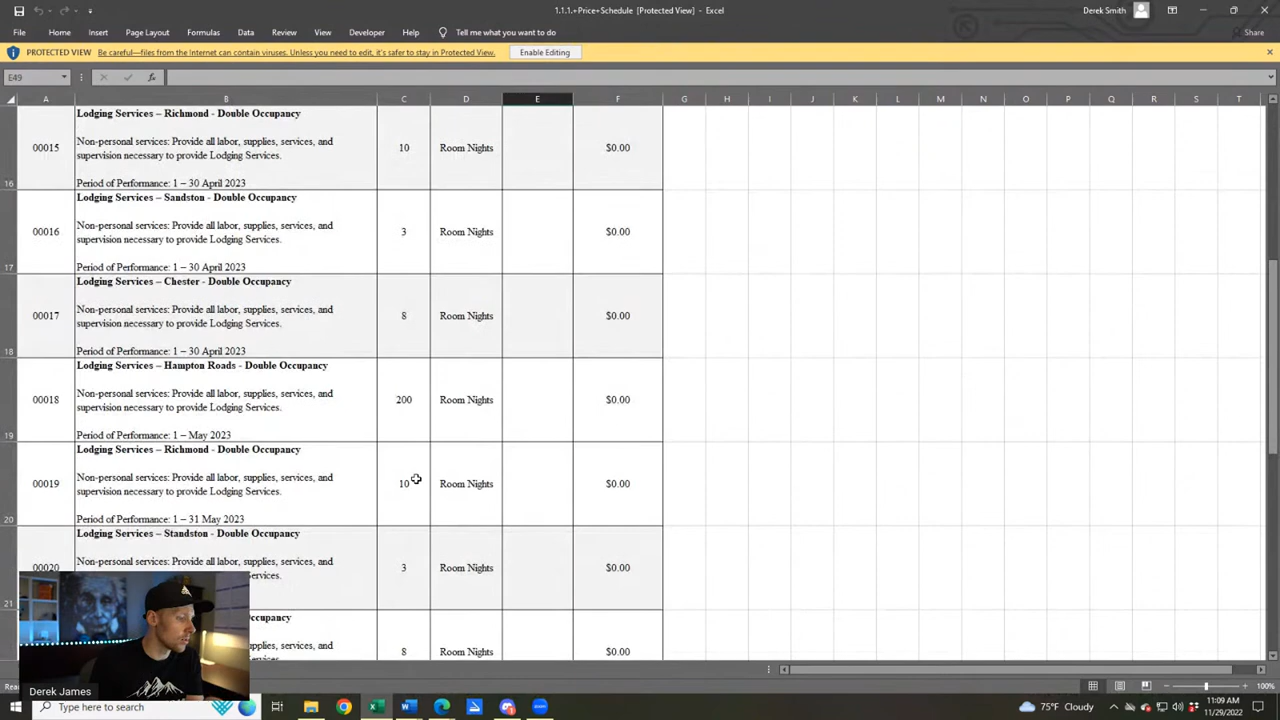 1.1.1.+Price+Schedule [Protected View] - Excel
Derek Smith
File Home Insert Page Layout Formulas Data Review View Developer Help Tell me what you want to do
Share
PROTECTED VIEW Be careful—files from the Internet can contain viruses. Unless you need to edit, it's safer to stay in Protected View. Enable Editing
E49
A B C D E F G H I J K L M N O P Q R S T
Lodging Services – Richmond - Double Occupancy
Non-personal services: Provide all labor, supplies, services, and
00015 10 Room Nights $0.00
supervision necessary to provide Lodging Services.
Period of Performance: 1 – 30 April 2023
16
Lodging Services – Sandston - Double Occupancy
Non-personal services: Provide all labor, supplies, services, and
00016 3 Room Nights $0.00
supervision necessary to provide Lodging Services.
Period of Performance: 1 – 30 April 2023
17
Lodging Services – Chester - Double Occupancy
Non-personal services: Provide all labor, supplies, services, and
00017 8 Room Nights $0.00
supervision necessary to provide Lodging Services.
Period of Performance: 1 – 30 April 2023
18
Lodging Services – Hampton Roads - Double Occupancy
Non-personal services: Provide all labor, supplies, services, and
00018 200 Room Nights $0.00
supervision necessary to provide Lodging Services.
Period of Performance: 1 – May 2023
19
Lodging Services – Richmond - Double Occupancy
Non-personal services: Provide all labor, supplies, services, and
00019 10 Room Nights $0.00
supervision necessary to provide Lodging Services.
Period of Performance: 1 – 31 May 2023
20
Lodging Services – Standston - Double Occupancy
Non-personal services: Provide all labor, supplies, services, and
00020 3 Room Nights $0.00
Services.
21
Occupancy
labor, supplies, services, and
8 Room Nights $0.00
Services.
100%
Derek James
Type here to search
75°F Cloudy
11:09 AM
11/29/2022